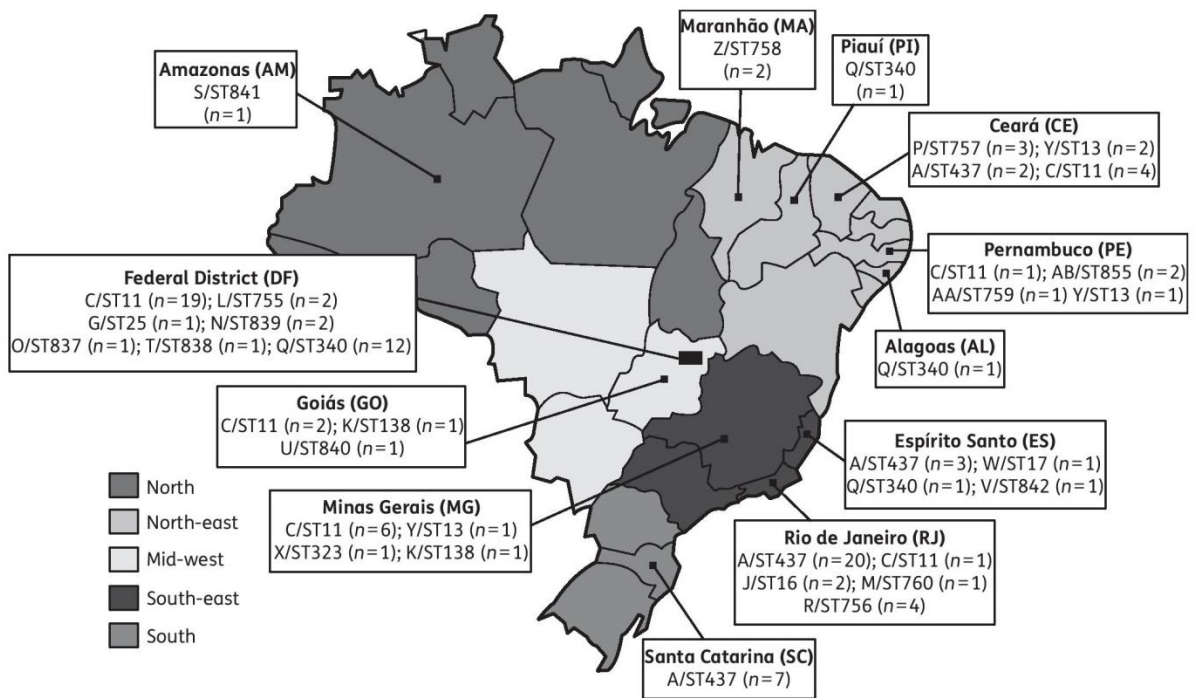 Amazonas (AM)
S/ST841
(n=1)
Maranhão (MA)
Z/ST758
(n=2)
Piauí (PI)
Q/ST340
(n=1)
Ceará (CE)
P/ST757 (n=3); Y/ST13 (n=2)
A/ST437 (n=2); C/ST11 (n=4)
Pernambuco (PE)
C/ST11 (n=1); AB/ST855 (n=2)
AA/ST759 (n=1) Y/ST13 (n=1)
Alagoas (AL)
Q/ST340 (n=1)
Federal District (DF)
C/ST11 (n=19); L/ST755 (n=2)
G/ST25 (n=1); N/ST839 (n=2)
O/ST837 (n=1); T/ST838 (n=1); Q/ST340 (n=12)
Goiás (GO)
C/ST11 (n=2); K/ST138 (n=1)
U/ST840 (n=1)
Espírito Santo (ES)
A/ST437 (n=3); W/ST17 (n=1)
Q/ST340 (n=1); V/ST842 (n=1)
Minas Gerais (MG)
C/ST11 (n=6); Y/ST13 (n=1)
X/ST323 (n=1); K/ST138 (n=1)
Rio de Janeiro (RJ)
A/ST437 (n=20); C/ST11 (n=1)
J/ST16 (n=2); M/ST760 (n=1)
R/ST756 (n=4)
Santa Catarina (SC)
A/ST437 (n=7)
North
North-east
Mid-west
South-east
South